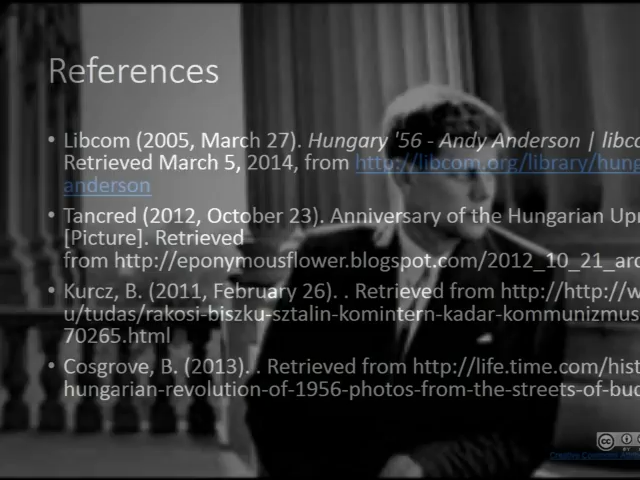 References
• Libcom (2005, March 27). Hungary '56 - Andy Anderson | libco
Retrieved March 5, 2014, from http://libcom.org/library/hung
anderson
• Tancred (2012, October 23). Anniversary of the Hungarian Upr
[Picture]. Retrieved
from http://eponymousflower.blogspot.com/2012_10_21_arc
• Kurcz, B. (2011, February 26). . Retrieved from http://http://w
u/tudas/rakosi-biszku-sztalin-komintern-kadar-kommunizmus
70265.html
• Cosgrove, B. (2013). . Retrieved from http://life.time.com/hist
hungarian-revolution-of-1956-photos-from-the-streets-of-bud
cc
Creative Commons